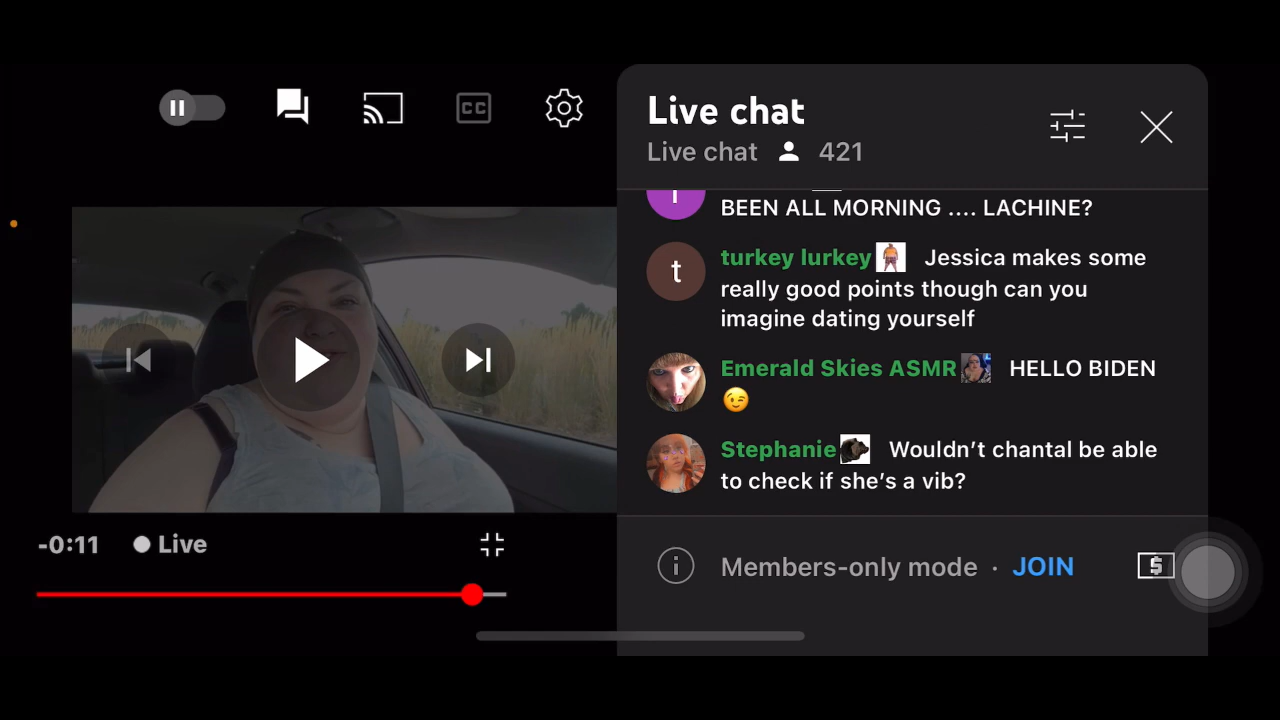 CC
Live chat
Live chat 421
BEEN ALL MORNING .... LACHINE?
t
turkey lurkey Jessica makes some
really good points though can you
imagine dating yourself
Emerald Skies ASMR HELLO BIDEN
😉
Stephanie Wouldn’t chantal be able
to check if she’s a vib?
-0:11 Live
Members-only mode · JOIN
$